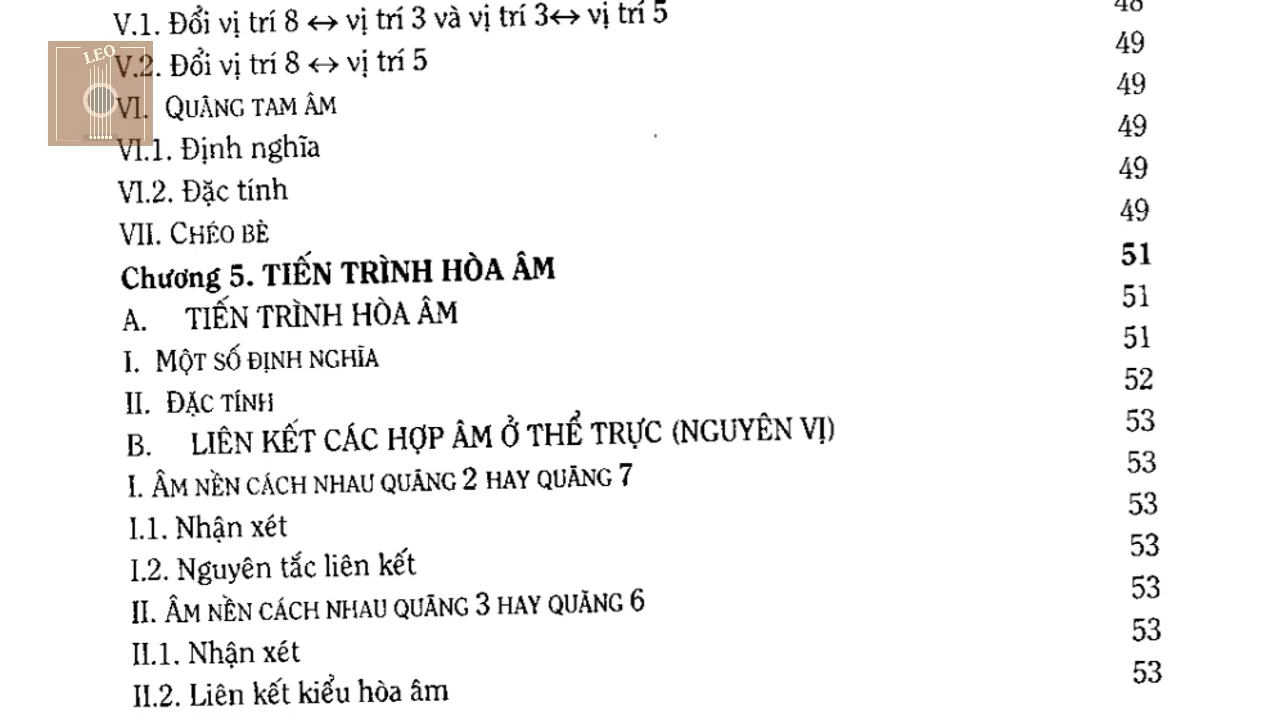 LEO
V.1. Đổi vị trí 8 ↔ vị trí 3 và vị trí 3↔ vị trí 5 48
V.2. Đổi vị trí 8 ↔ vị trí 5 49
VI. QUÃNG TAM ÂM 49
VI.1. Định nghĩa 49
VI.2. Đặc tính 49
VII. CHÉO BÈ 49
Chương 5. TIẾN TRÌNH HÒA ÂM 51
A. TIẾN TRÌNH HÒA ÂM 51
I. MỘT SỐ ĐỊNH NGHĨA 51
II. ĐẶC TÍNH 52
B. LIÊN KẾT CÁC HỢP ÂM Ở THỂ TRỰC (NGUYÊN VỊ) 53
I. ÂM NỀN CÁCH NHAU QUÃNG 2 HAY QUÃNG 7 53
I.1. Nhận xét 53
I.2. Nguyên tắc liên kết 53
II. ÂM NỀN CÁCH NHAU QUÃNG 3 HAY QUÃNG 6 53
II.1. Nhận xét 53
II.2. Liên kết kiểu hòa âm 53